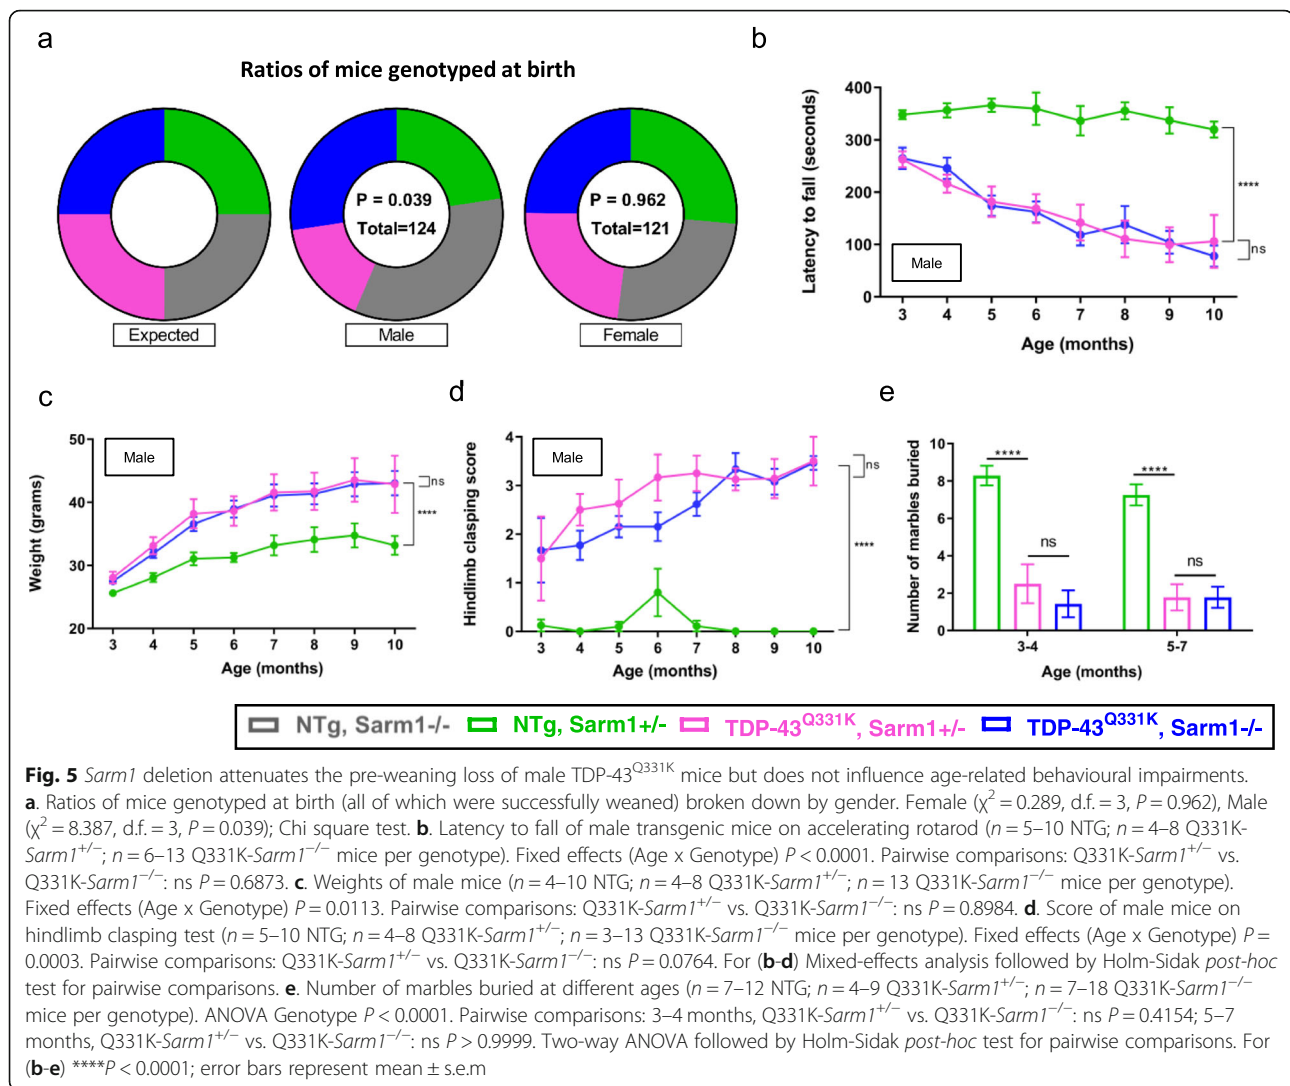 a
Ratios of mice genotyped at birth
P = 0.039
Total=124
P = 0.962
Total=121
Expected
Male
Female
b
Latency to fall (seconds)
400
300
200
100
0
3 4 5 6 7 8 9 10
Age (months)
Male
****
ns
c
Weight (grams)
50
40
30
20
3 4 5 6 7 8 9 10
Age (months)
Male
ns
****
d
Hindlimb clasping score
4
3
2
1
0
3 4 5 6 7 8 9 10
Age (months)
Male
ns
****
e
Number of marbles buried
10
8
6
4
2
0
****
ns
****
ns
3-4 5-7
Age (months)
NTg, Sarm1-/- NTg, Sarm1+/- TDP-43Q331K, Sarm1+/- TDP-43Q331K, Sarm1-/-
Fig. 5 Sarm1 deletion attenuates the pre-weaning loss of male TDP-43Q331K mice but does not influence age-related behavioural impairments.
a. Ratios of mice genotyped at birth (all of which were successfully weaned) broken down by gender. Female (χ2 = 0.289, d.f. = 3, P = 0.962), Male
(χ2 = 8.387, d.f. = 3, P = 0.039); Chi square test. b. Latency to fall of male transgenic mice on accelerating rotarod (n = 5–10 NTG; n = 4–8 Q331K-
Sarm1+/−; n = 6–13 Q331K-Sarm1−/− mice per genotype). Fixed effects (Age x Genotype) P < 0.0001. Pairwise comparisons: Q331K-Sarm1+/− vs.
Q331K-Sarm1−/−: ns P = 0.6873. c. Weights of male mice (n = 4–10 NTG; n = 4–8 Q331K-Sarm1+/−; n = 13 Q331K-Sarm1−/− mice per genotype).
Fixed effects (Age x Genotype) P = 0.0113. Pairwise comparisons: Q331K-Sarm1+/− vs. Q331K-Sarm1−/−: ns P = 0.8984. d. Score of male mice on
hindlimb clasping test (n = 5–10 NTG; n = 4–8 Q331K-Sarm1+/−; n = 3–13 Q331K-Sarm1−/− mice per genotype). Fixed effects (Age x Genotype) P =
0.0003. Pairwise comparisons: Q331K-Sarm1+/− vs. Q331K-Sarm1−/−: ns P = 0.0764. For (b-d) Mixed-effects analysis followed by Holm-Sidak post-hoc
test for pairwise comparisons. e. Number of marbles buried at different ages (n = 7–12 NTG; n = 4–9 Q331K-Sarm1+/−; n = 7–18 Q331K-Sarm1−/−
mice per genotype). ANOVA Genotype P < 0.0001. Pairwise comparisons: 3–4 months, Q331K-Sarm1+/− vs. Q331K-Sarm1−/−: ns P = 0.4154; 5–7
months, Q331K-Sarm1+/− vs. Q331K-Sarm1−/−: ns P > 0.9999. Two-way ANOVA followed by Holm-Sidak post-hoc test for pairwise comparisons. For
(b-e) ****P < 0.0001; error bars represent mean ± s.e.m